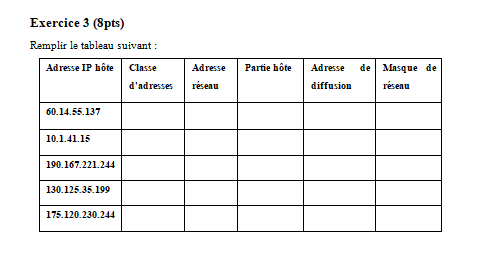 Exercice 3 (8pts)
Remplir le tableau suivant :
Adresse IP hôte Classe d'adresses Adresse réseau Partie hôte Adresse de diffusion Masque de réseau
60.14.55.137
10.1.41.15
190.167.221.244
130.125.35.199
175.120.230.244